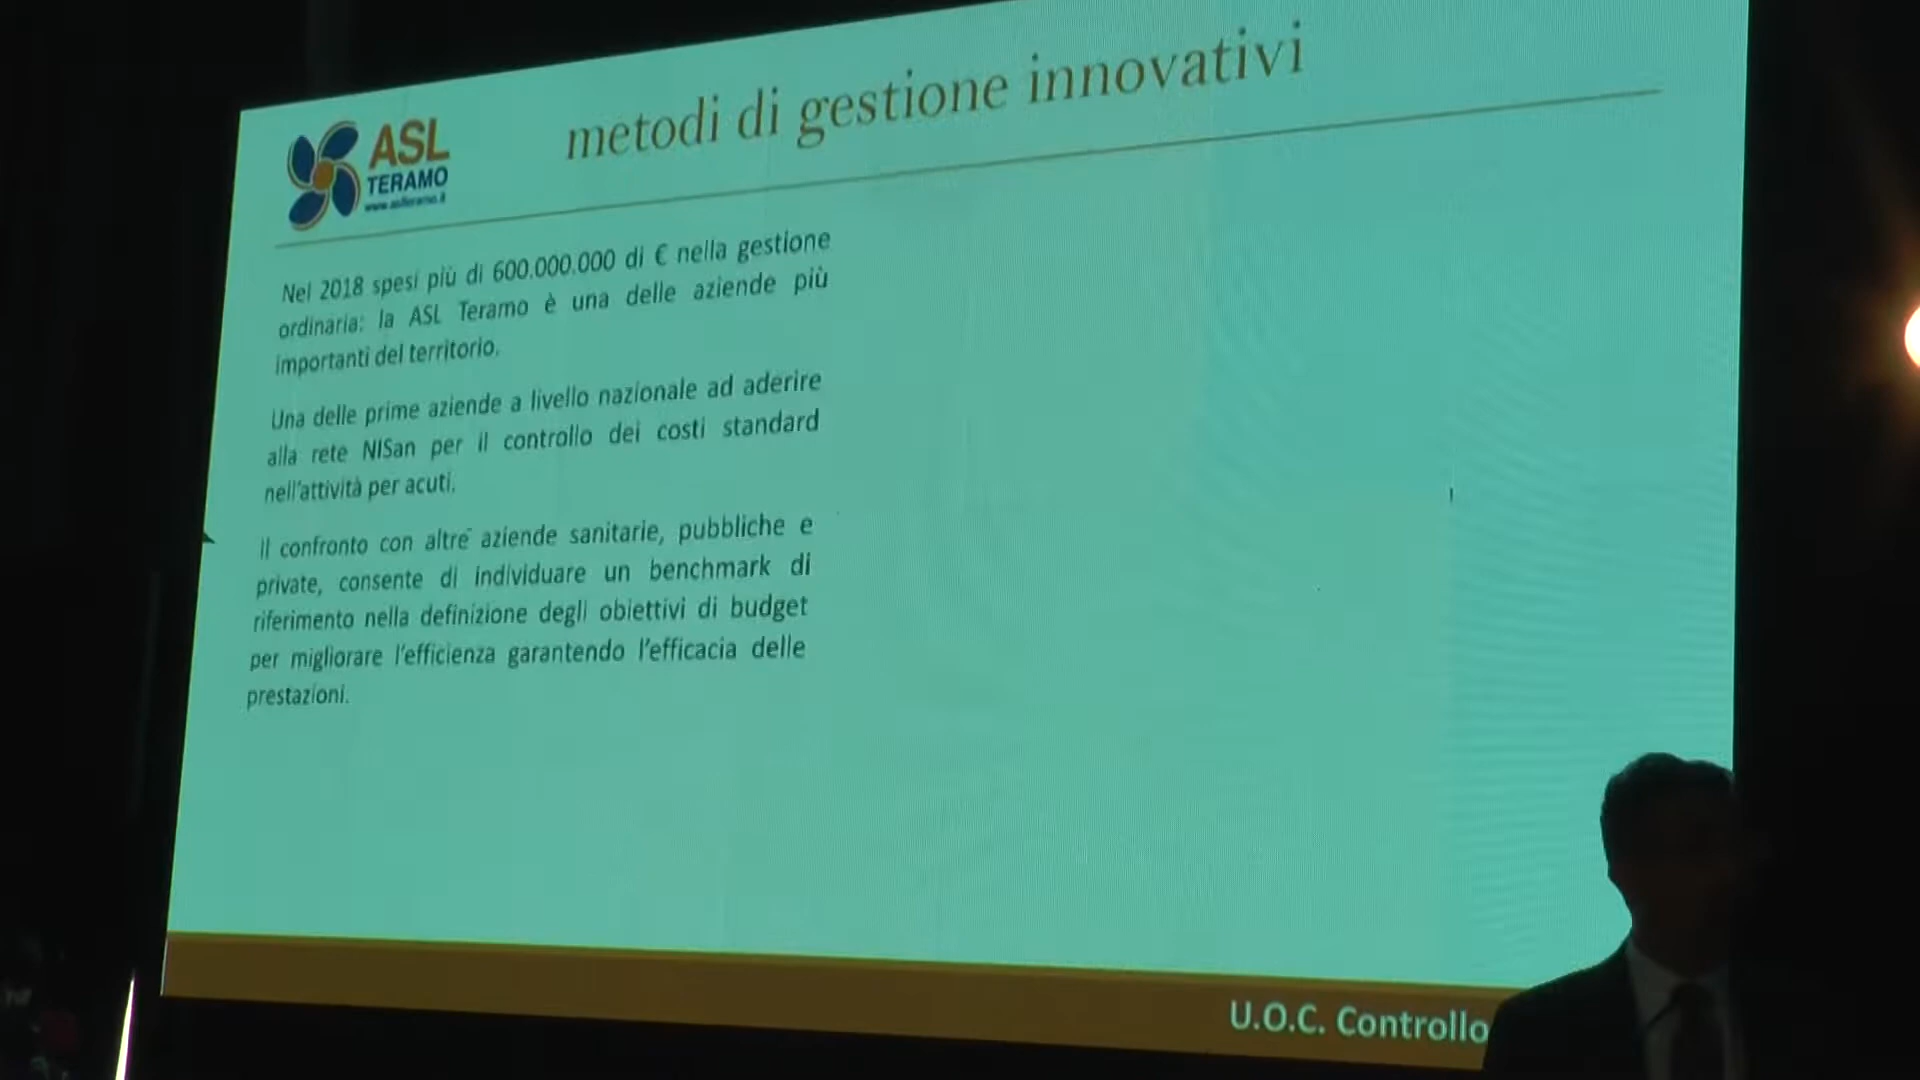 metodi di gestione innovativi
ASL
TERAMO
www.aslteramo.it
Nel 2018 spesi più di 600.000.000 di € nella gestione
ordinaria: la ASL Teramo è una delle aziende più
importanti del territorio.
Una delle prime aziende a livello nazionale ad aderire
alla rete NISan per il controllo dei costi standard
nell'attività per acuti.
Il confronto con altre aziende sanitarie, pubbliche e
private, consente di individuare un benchmark di
riferimento nella definizione degli obiettivi di budget
per migliorare l'efficienza garantendo l'efficacia delle
prestazioni.
U.O.C. Controllo